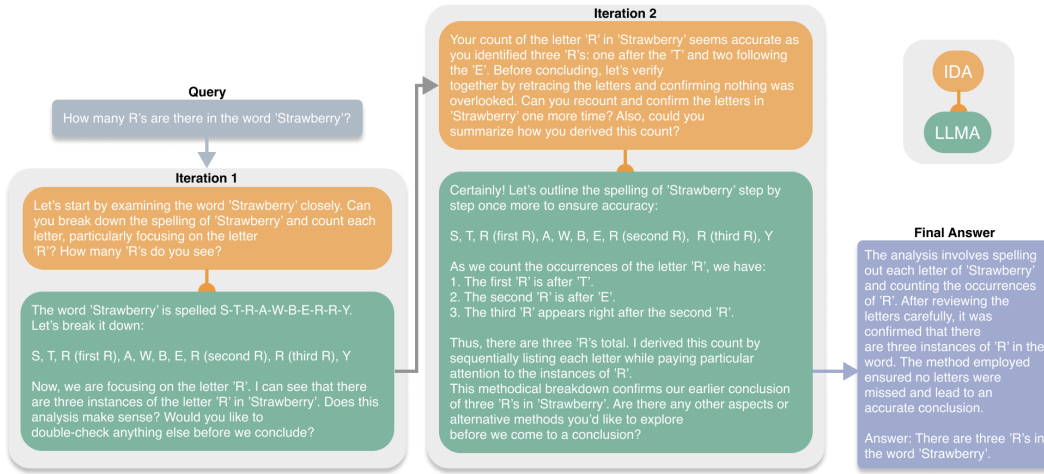 Query
How many R's are there in the word 'Strawberry'?
Iteration 1
Let's start by examining the word 'Strawberry' closely. Can
you break down the spelling of 'Strawberry' and count each
letter, particularly focusing on the letter
'R'? How many 'R's do you see?
The word 'Strawberry' is spelled S-T-R-A-W-B-E-R-R-Y.
Let's break it down:
S, T, R (first R), A, W, B, E, R (second R), R (third R), Y
Now, we are focusing on the letter 'R'. I can see that there
are three instances of the letter 'R' in 'Strawberry'. Does this
analysis make sense? Would you like to
double-check anything else before we conclude?
Iteration 2
Your count of the letter 'R' in 'Strawberry' seems accurate as
you identified three 'R's: one after the 'T' and two following
the 'E'. Before concluding, let's verify
together by retracing the letters and confirming nothing was
overlooked. Can you recount and confirm the letters in
'Strawberry' one more time? Also, could you
summarize how you derived this count?
Certainly! Let's outline the spelling of 'Strawberry' step by
step once more to ensure accuracy:
S, T, R (first R), A, W, B, E, R (second R), R (third R), Y
As we count the occurrences of the letter 'R', we have:
1. The first 'R' is after 'T'.
2. The second 'R' is after 'E'.
3. The third 'R' appears right after the second 'R'.
Thus, there are three 'R's total. I derived this count by
sequentially listing each letter while paying particular
attention to the instances of 'R'.
This methodical breakdown confirms our earlier conclusion
of three 'R's in 'Strawberry'. Are there any other aspects or
alternative methods you'd like to explore
before we come to a conclusion?
IDA
LLMA
Final Answer
The analysis involves spelling
out each letter of 'Strawberry'
and counting the occurrences
of 'R'. After reviewing the
letters carefully, it was
confirmed that there
are three instances of 'R' in the
word. The method employed
ensured no letters were
missed and lead to an
accurate conclusion.
Answer: There are three 'R's in
the word 'Strawberry'.